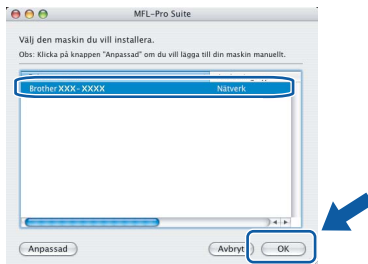 MFL-Pro Suite
Välj den maskin du vill installera.
Obs: Klicka på knappen "Anpassad" om du vill lägga till din maskin manuellt.
Brother XXX-XXXX Nätverk
Anpassad Avbryt OK